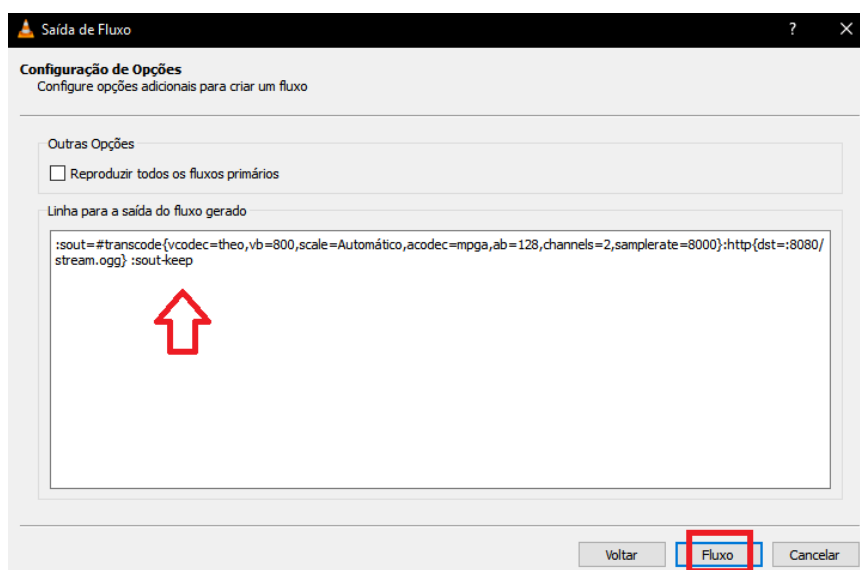 Saída de Fluxo
Configuração de Opções
Configure opções adicionais para criar um fluxo
Outras Opções
Reproduzir todos os fluxos primários
Linha para a saída do fluxo gerado
:sout=#transcode{vcodec=theo,vb=800,scale=Automático,acodec=mpga,ab=128,channels=2,samplerate=8000}:http{dst=:8080/
stream.ogg} :sout-keep
Voltar Fluxo Cancelar